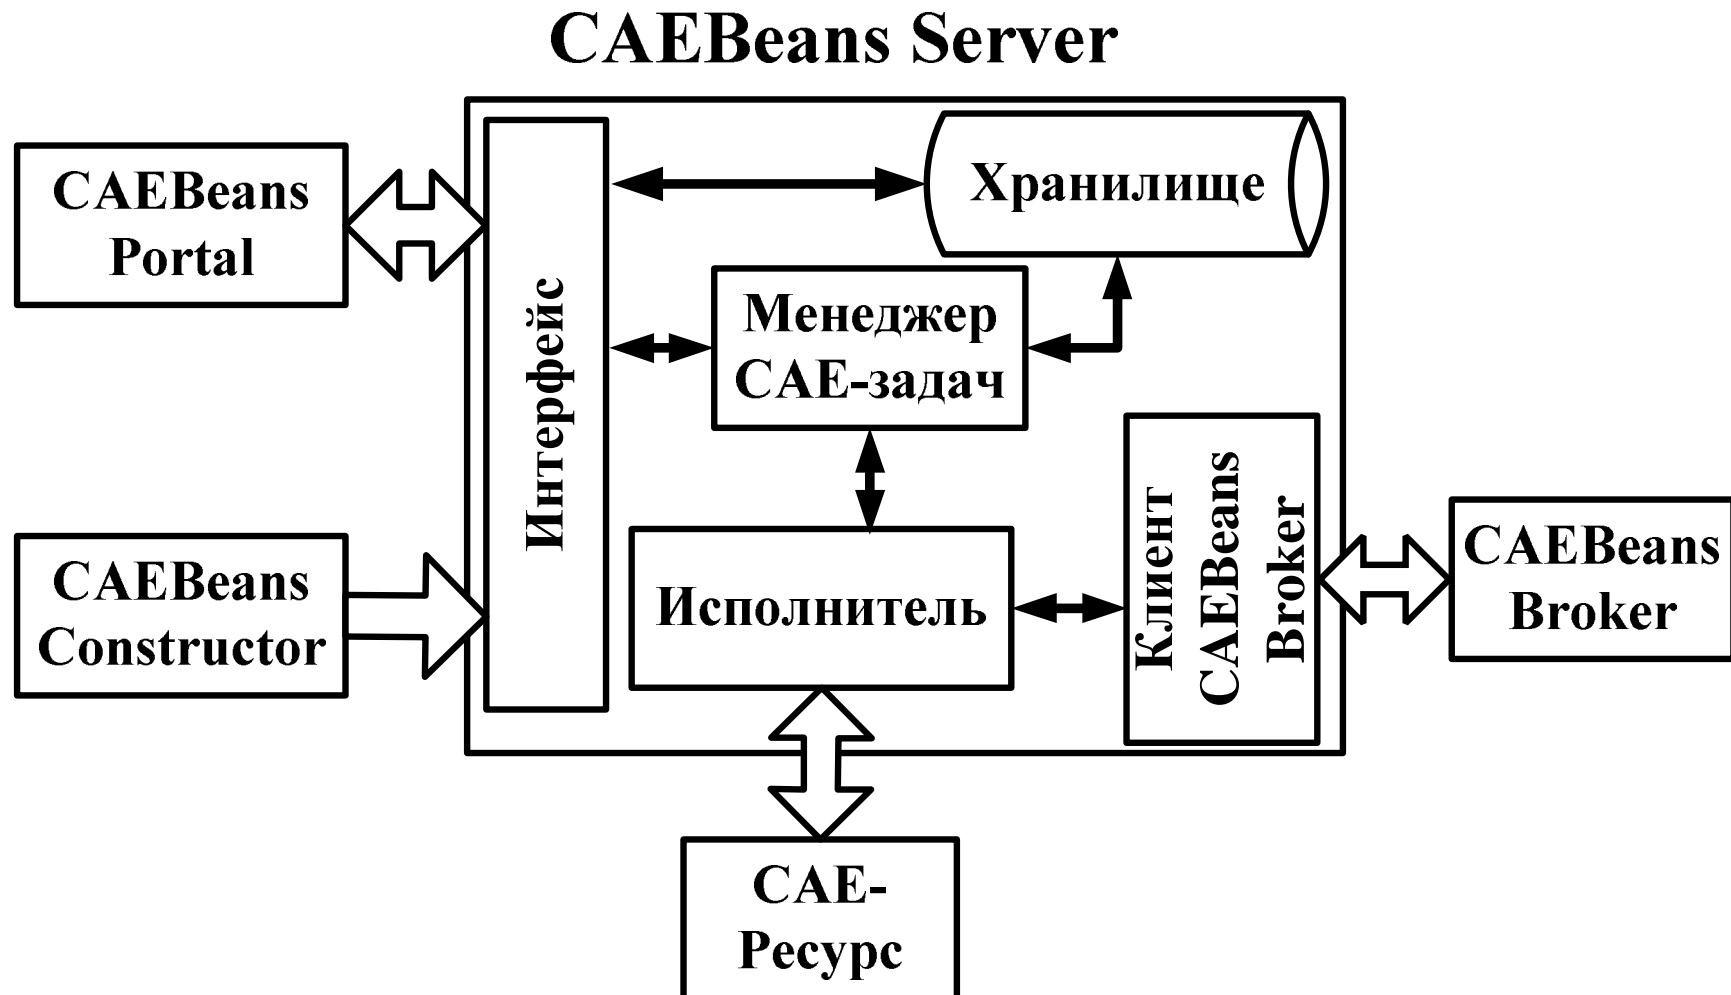 CAEBeans Server
CAEBeans
Portal
Хранилище
Интерфейс
Менеджер
CAE-задач
CAEBeans
Constructor
Исполнитель
Клиент
CAEBeans
Broker
CAEBeans
Broker
CAE-
Ресурс